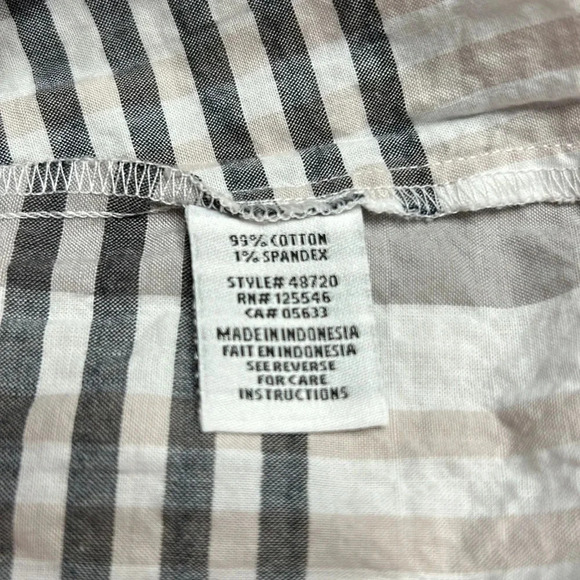 99% COTTON
1% SPANDEX
STYLE# 48720
RN# 125546
CA# 05633
MADE IN INDONESIA
FAIT EN INDONESIA
SEE REVERSE
FOR CARE
INSTRUCTIONS